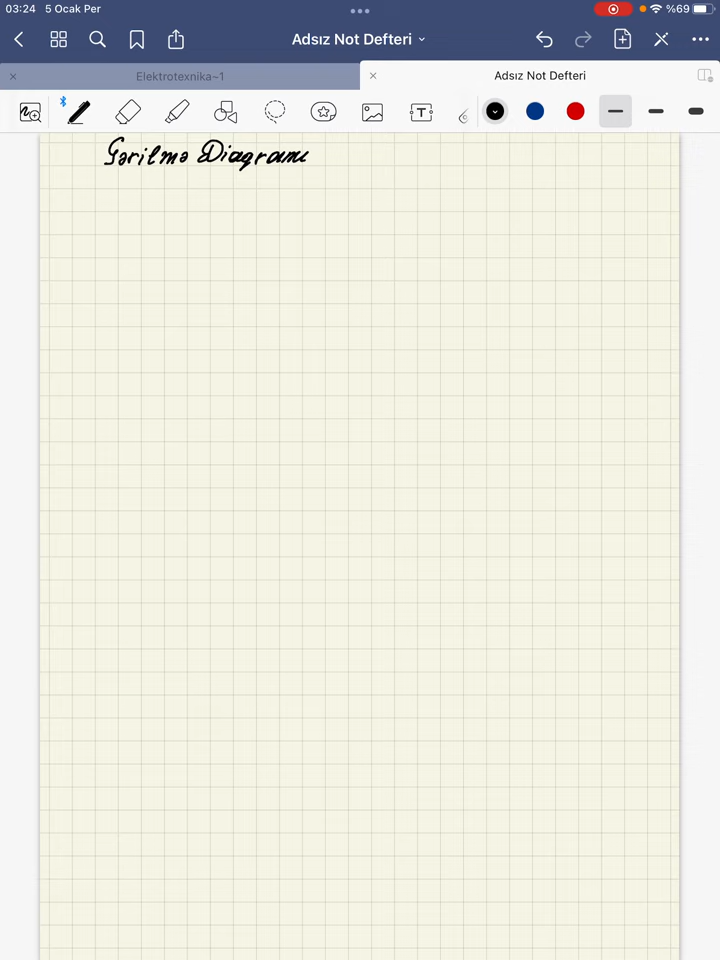 03:24 5 Ocak Per %69
Adsız Not Defteri
Elektrotexnika~1 Adsız Not Defteri
T
Gərilmə Diaqramı